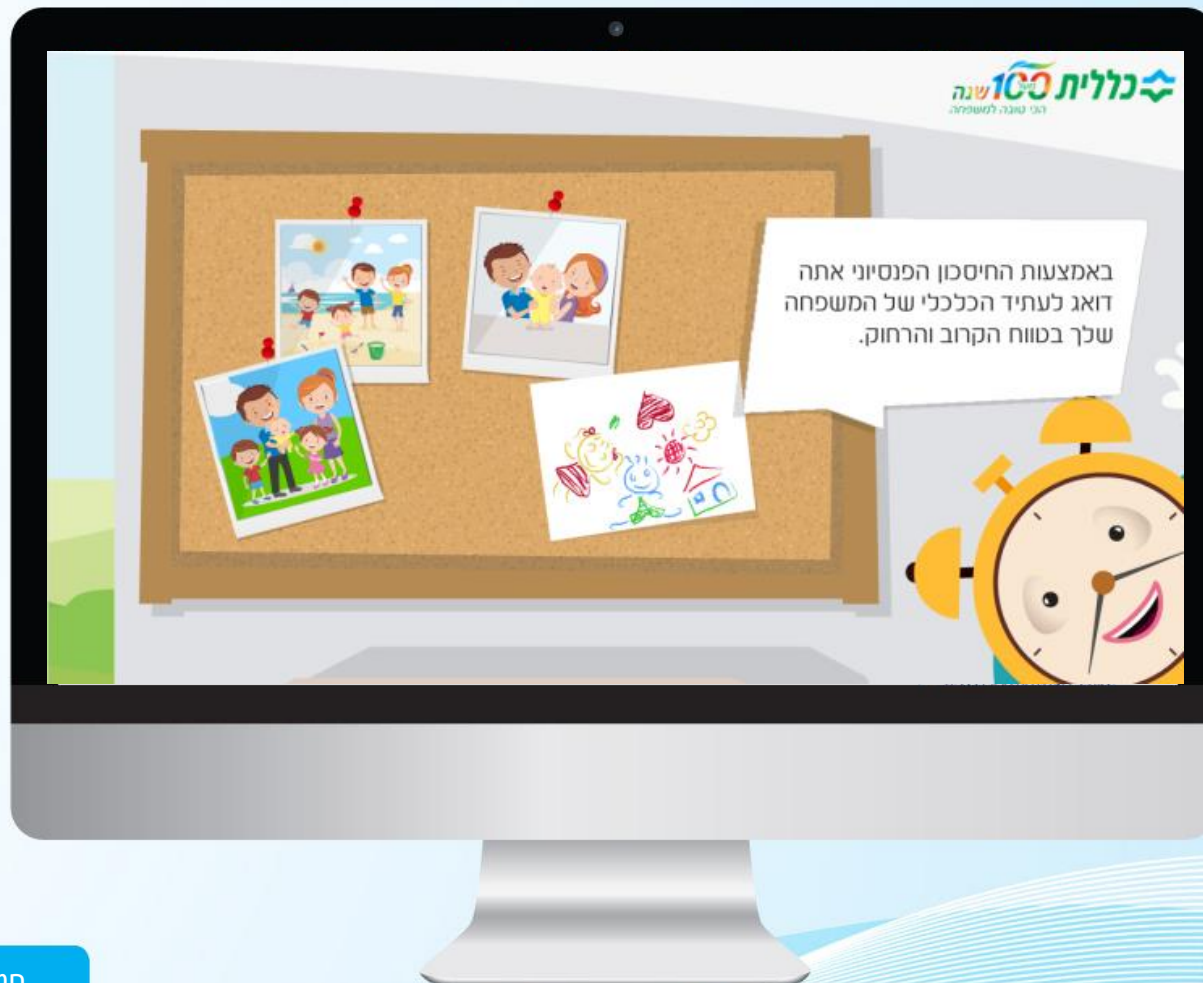 כללית מעל 100 שנה
הכי טובה למשפחה
באמצעות החיסכון הפנסיוני אתה
דואג לעתיד הכלכלי של המשפחה
שלך בטווח הקרוב והרחוק.